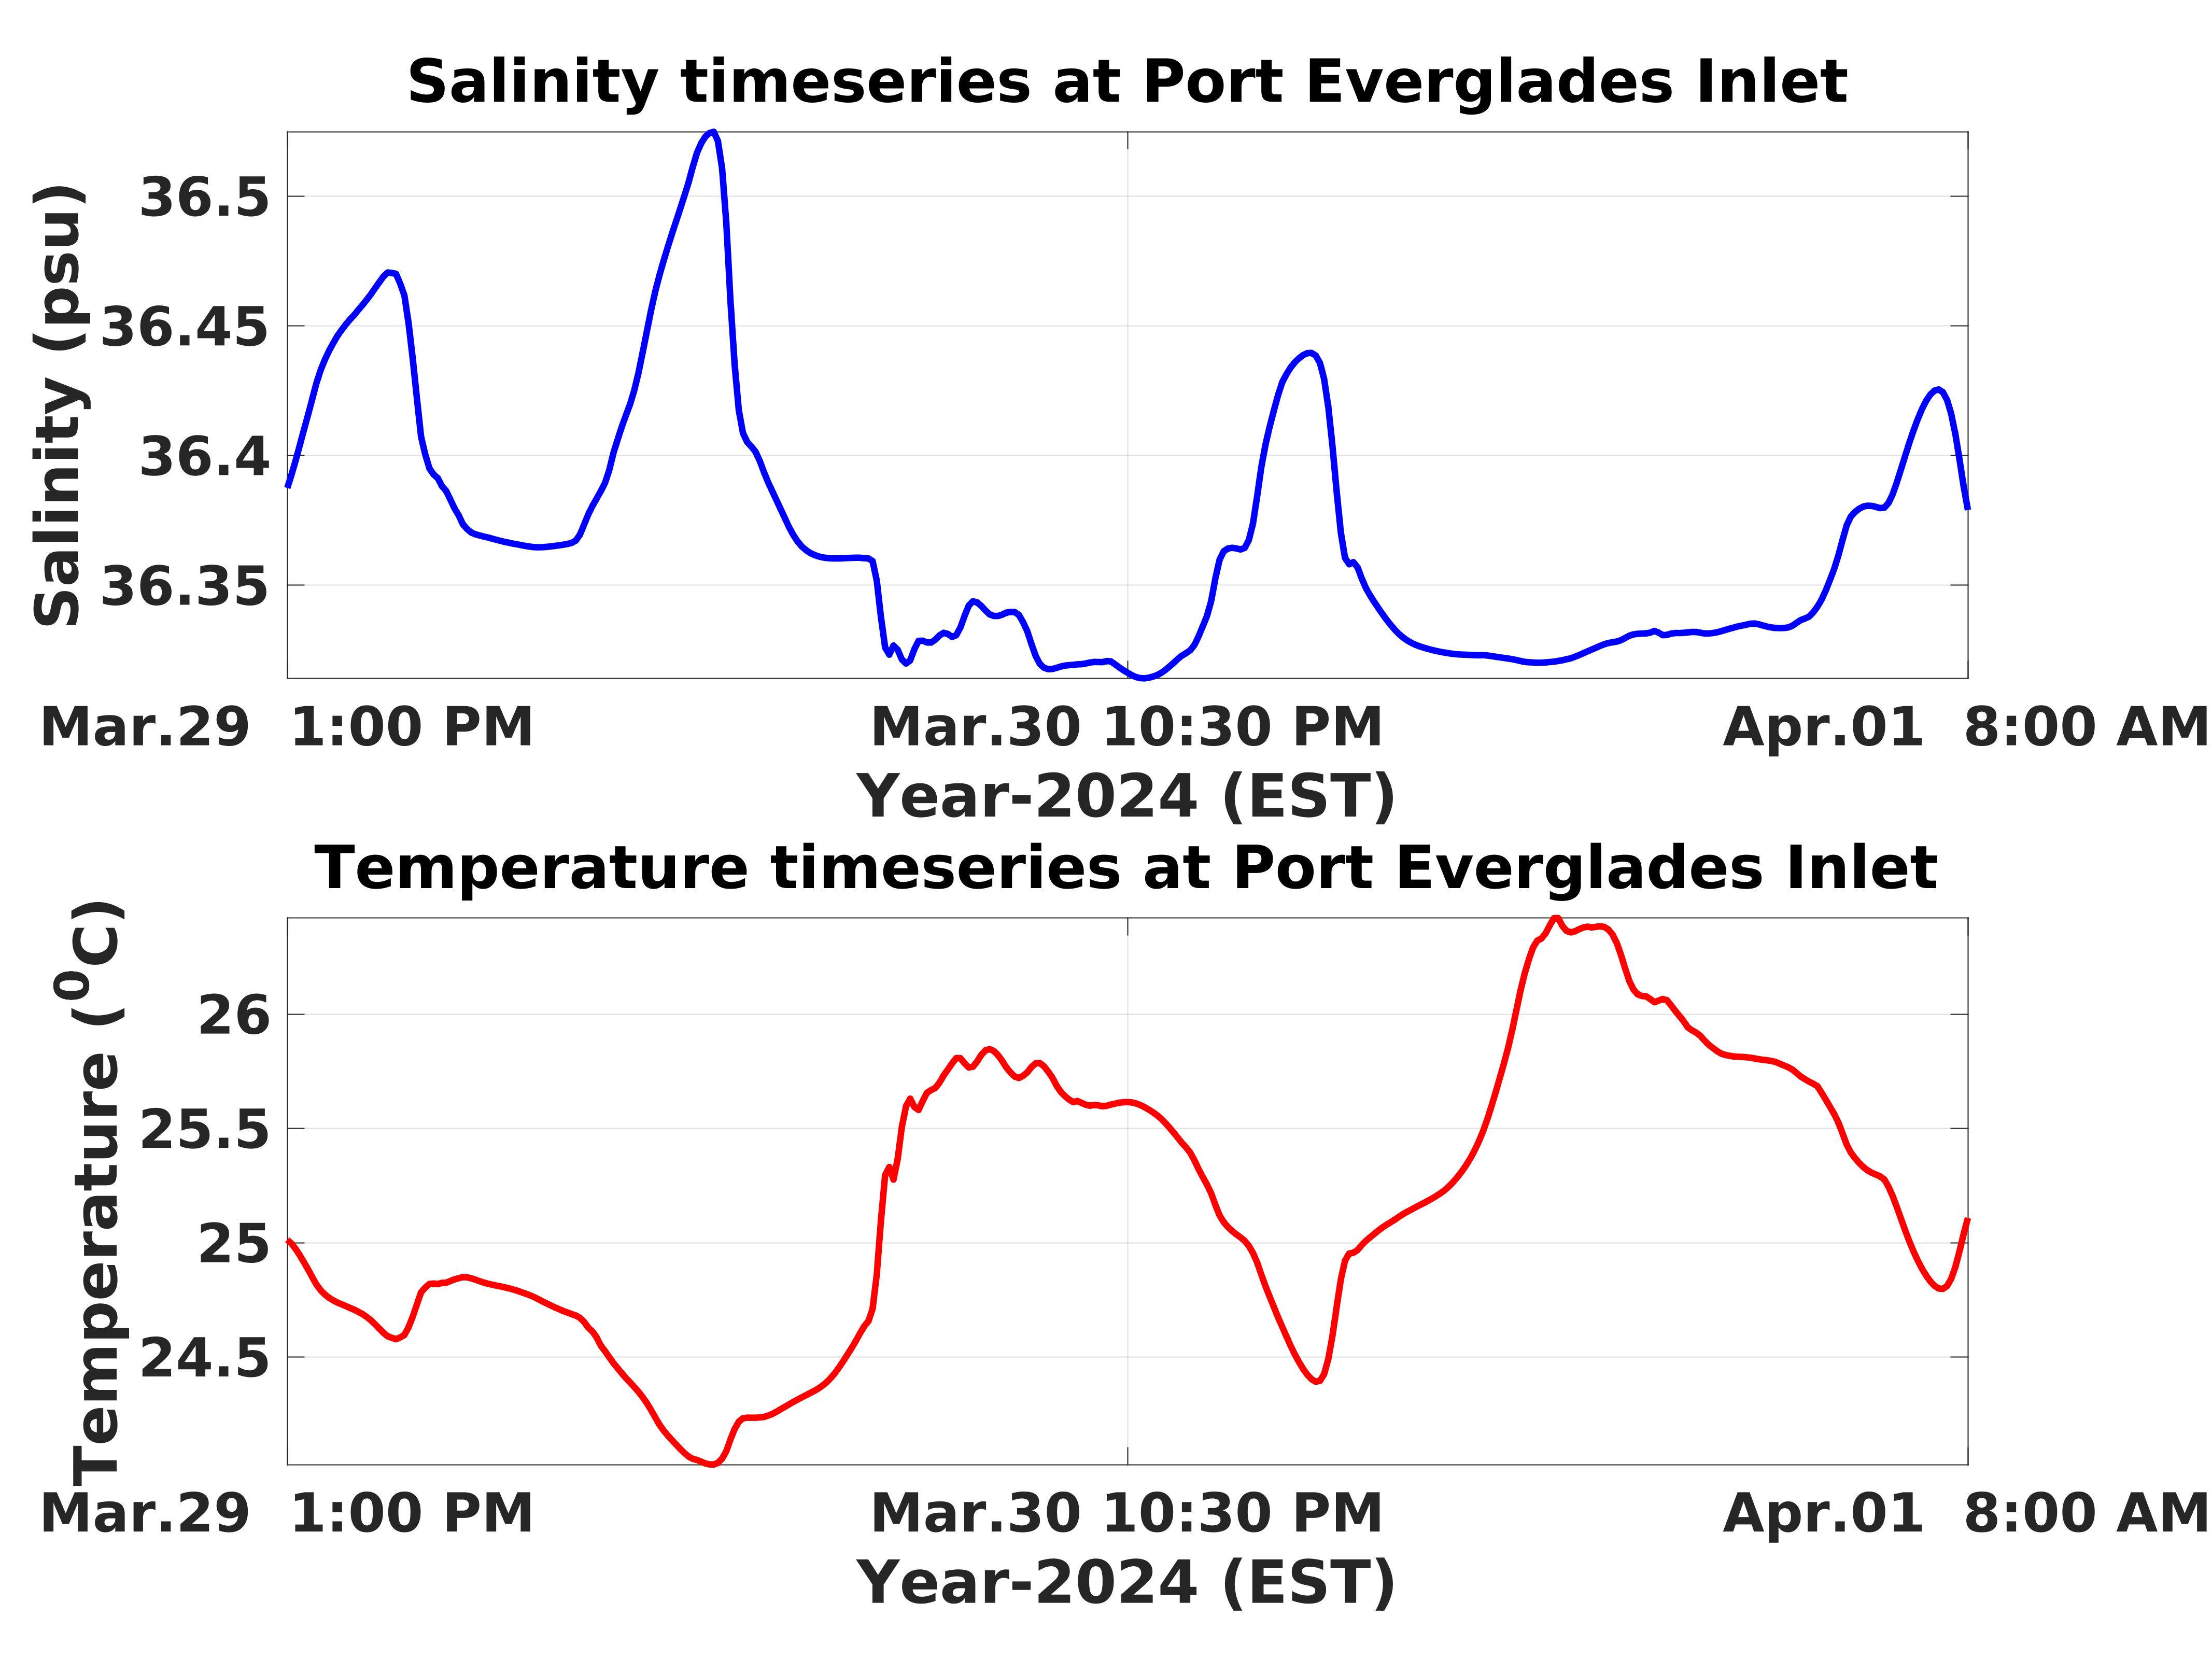 Salinity timeseries at Port Everglades Inlet
Salinity (psu)
36.5
36.45
36.4
36.35
Mar.29  1:00 PM Mar.30 10:30 PM Apr.01  8:00 AM
Year-2024 (EST)
Temperature timeseries at Port Everglades Inlet
Temperature (⁰C)
26
25.5
25
24.5
Mar.29  1:00 PM Mar.30 10:30 PM Apr.01  8:00 AM
Year-2024 (EST)